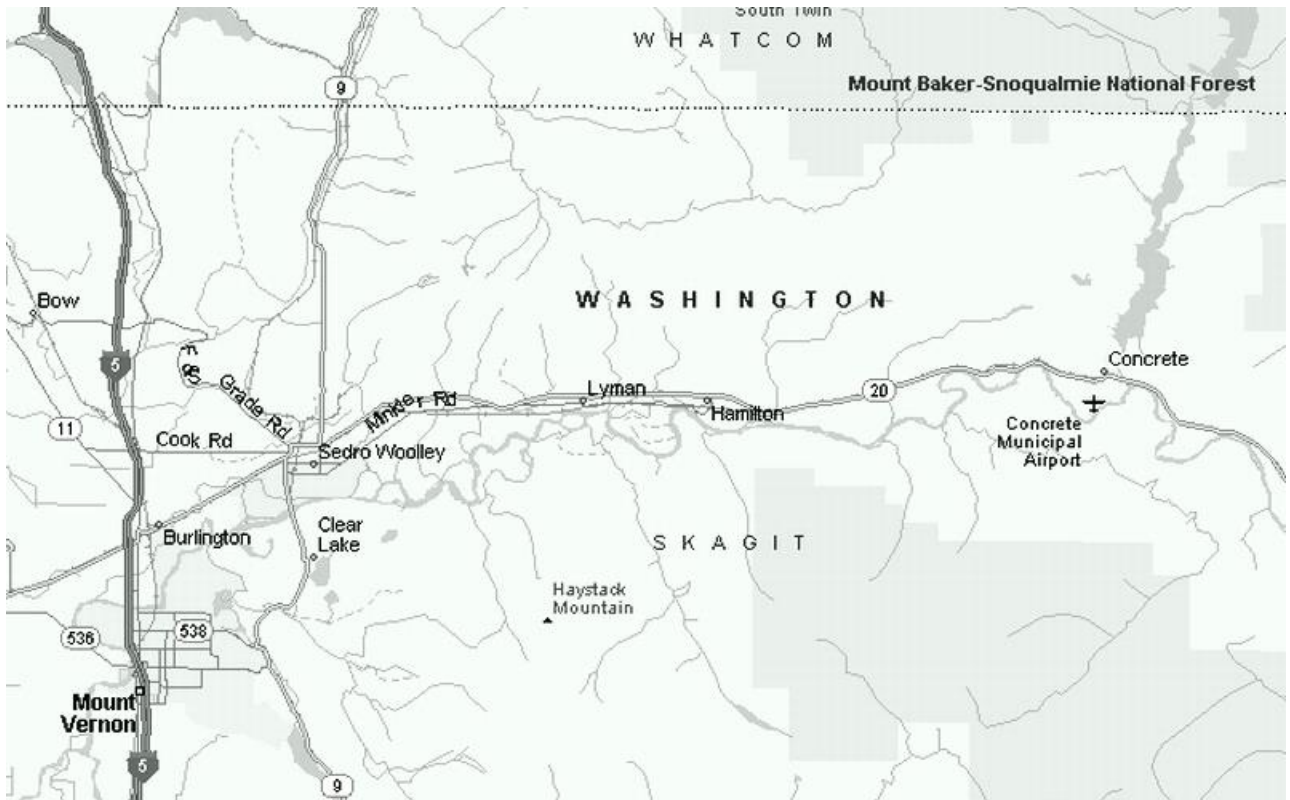 South Twin
WHATCOM
Mount Baker-Snoqualmie National Forest
9
WASHINGTON
Bow
5
Concrete
Grade Rd
Minkler Rd
Lyman
20
Hamilton
11
Cook Rd
Sedro Woolley
Concrete
Municipal
Airport
Burlington
Clear
Lake
SKAGIT
Haystack
Mountain
536
538
Mount
Vernon
5
9